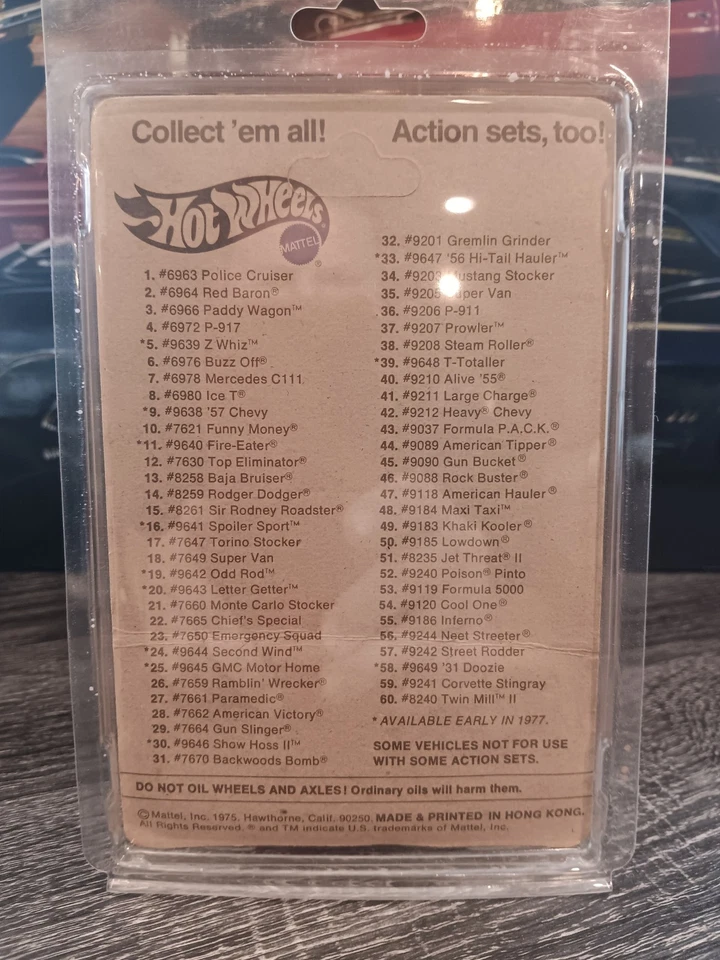 Collect 'em all!
Action sets, too!
Hot Wheels
MATTEL
®
1. #6963 Police Cruiser
2. #6964 Red Baron®
3. #6966 Paddy Wagon™
4. #6972 P-917
*5. #9639 Z Whiz™
6. #6976 Buzz Off®
7. #6978 Mercedes C111
8. #6980 Ice T®
*9. #9638 '57 Chevy
10. #7621 Funny Money®
*11. #9640 Fire-Eater®
12. #7630 Top Eliminator®
13. #8258 Baja Bruiser®
14. #8259 Rodger Dodger®
15. #8261 Sir Rodney Roadster®
*16. #9641 Spoiler Sport™
17. #7647 Torino Stocker
18. #7649 Super Van
*19. #9642 Odd Rod™
*20. #9643 Letter Getter™
21. #7660 Monte Carlo Stocker
22. #7665 Chief's Special
23. #7650 Emergency Squad
*24. #9644 Second Wind™
*25. #9645 GMC Motor Home
26. #7659 Ramblin' Wrecker®
27. #7661 Paramedic®
28. #7662 American Victory®
29. #7664 Gun Slinger®
*30. #9646 Show Hoss II™
31. #7670 Backwoods Bomb®
32. #9201 Gremlin Grinder
*33. #9647 '56 Hi-Tail Hauler™
34. #9203 Mustang Stocker
35. #9205 Super Van
36. #9206 P-911
37. #9207 Prowler™
38. #9208 Steam Roller®
*39. #9648 T-Totaller
40. #9210 Alive '55®
41. #9211 Large Charge®
42. #9212 Heavy® Chevy
43. #9037 Formula P.A.C.K.®
44. #9089 American Tipper®
45. #9090 Gun Bucket®
46. #9088 Rock Buster®
47. #9118 American Hauler®
48. #9184 Maxi Taxi™
49. #9183 Khaki Kooler®
50. #9185 Lowdown®
51. #8235 Jet Threat® II
52. #9240 Poison® Pinto
53. #9119 Formula 5000
54. #9120 Cool One®
55. #9186 Inferno®
56. #9244 Neet Streeter®
57. #9242 Street Rodder
*58. #9649 '31 Doozie
59. #9241 Corvette Stingray
60. #8240 Twin Mill™ II
*AVAILABLE EARLY IN 1977.
SOME VEHICLES NOT FOR USE
WITH SOME ACTION SETS.
DO NOT OIL WHEELS AND AXLES! Ordinary oils will harm them.
©Mattel, Inc. 1975. Hawthorne, Calif. 90250. MADE & PRINTED IN HONG KONG.
All Rights Reserved. ® and TM indicate U.S. trademarks of Mattel, Inc.